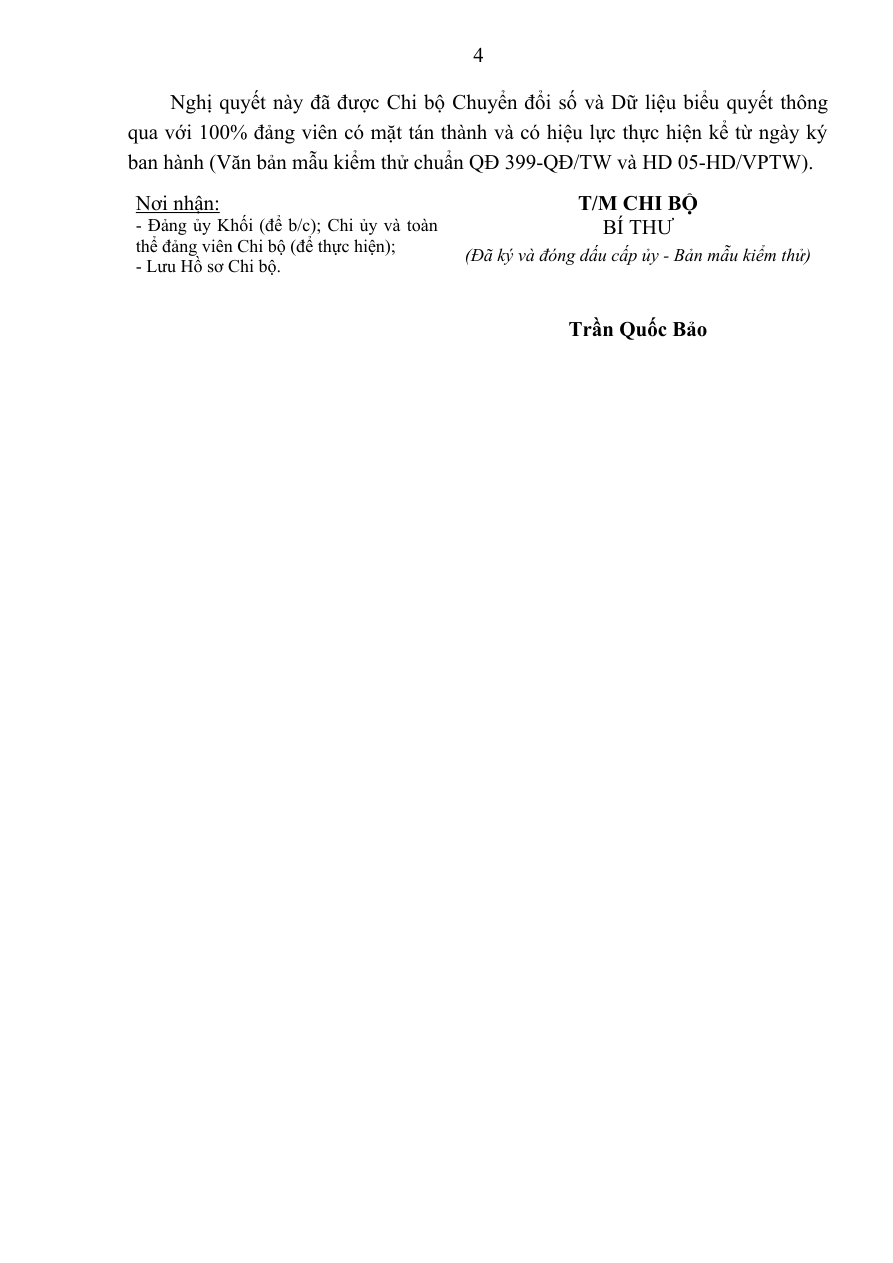 4
Nghị quyết này đã được Chi bộ Chuyển đổi số và Dữ liệu biểu quyết thông
qua với 100% đảng viên có mặt tán thành và có hiệu lực thực hiện kể từ ngày ký
ban hành (Văn bản mẫu kiểm thử chuẩn QĐ 399-QĐ/TW và HD 05-HD/VPTW).
Nơi nhận:
- Đảng ủy Khối (để b/c); Chi ủy và toàn
thể đảng viên Chi bộ (để thực hiện);
- Lưu Hồ sơ Chi bộ.
T/M CHI BỘ
BÍ THƯ
(Đã ký và đóng dấu cấp ủy - Bản mẫu kiểm thử)
Trần Quốc Bảo